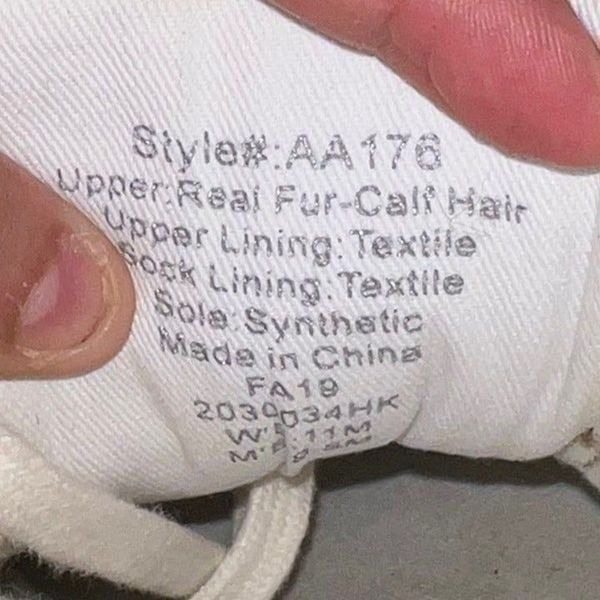 Style#:AA176
Upper:Real Fur-Calf Hair
Upper Lining: Textile
Sock Lining: Textile
Sole: Synthetic
Made in China
FA19
W's:11M